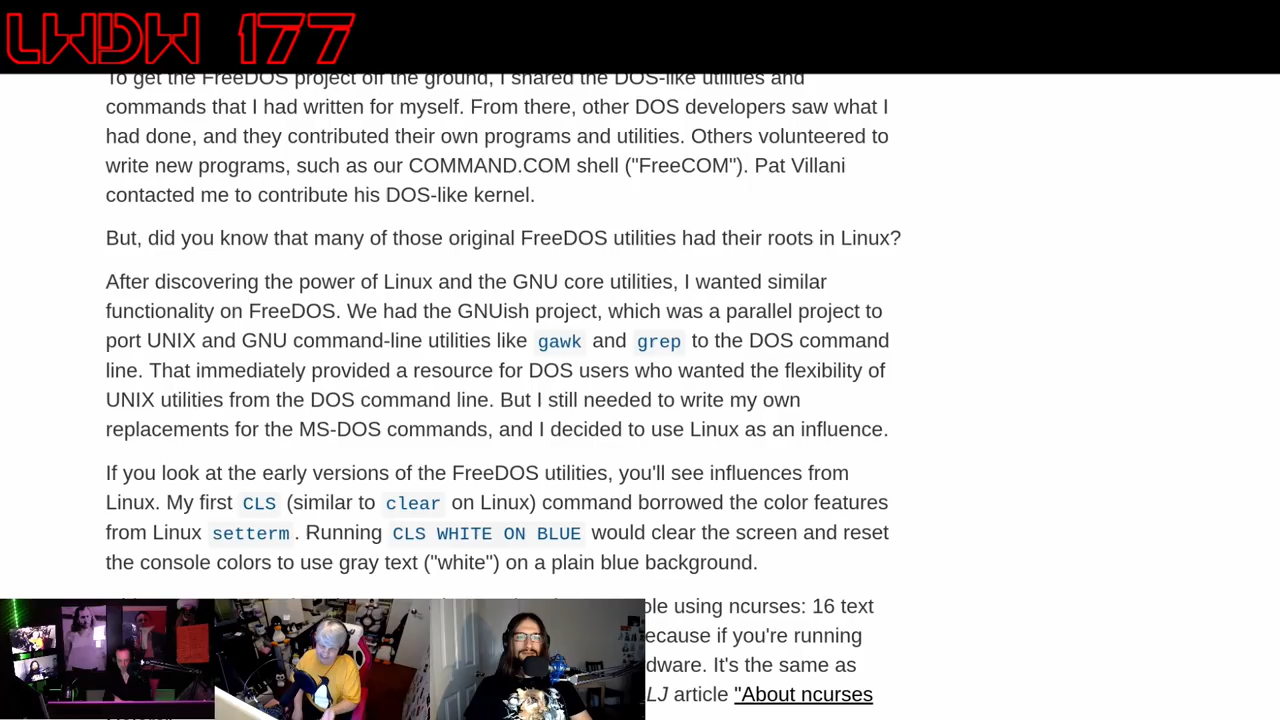 LWDW 177
To get the FreeDOS project off the ground, I shared the DOS-like utilities and
commands that I had written for myself. From there, other DOS developers saw what I
had done, and they contributed their own programs and utilities. Others volunteered to
write new programs, such as our COMMAND.COM shell ("FreeCOM"). Pat Villani
contacted me to contribute his DOS-like kernel.
But, did you know that many of those original FreeDOS utilities had their roots in Linux?
After discovering the power of Linux and the GNU core utilities, I wanted similar
functionality on FreeDOS. We had the GNUish project, which was a parallel project to
port UNIX and GNU command-line utilities like gawk and grep to the DOS command
line. That immediately provided a resource for DOS users who wanted the flexibility of
UNIX utilities from the DOS command line. But I still needed to write my own
replacements for the MS-DOS commands, and I decided to use Linux as an influence.
If you look at the early versions of the FreeDOS utilities, you'll see influences from
Linux. My first CLS (similar to clear on Linux) command borrowed the color features
from Linux setterm. Running CLS WHITE ON BLUE would clear the screen and reset
the console colors to use gray text ("white") on a plain blue background.
ole using ncurses: 16 text
ecause if you're running
dware. It's the same as
LJ article "About ncurses